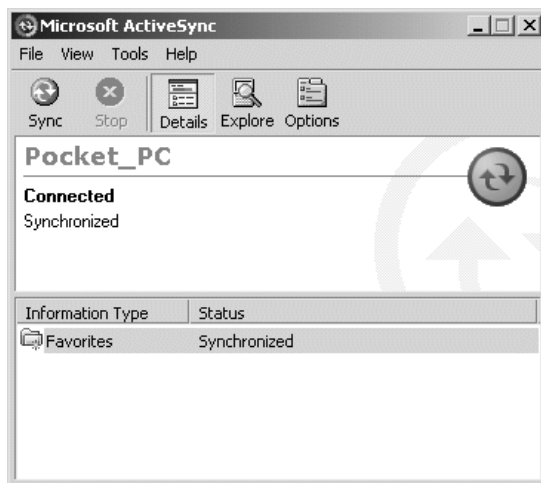 Microsoft ActiveSync
File View Tools Help
Sync Stop Details Explore Options
Pocket_PC
Connected
Synchronized
Information Type Status
Favorites Synchronized